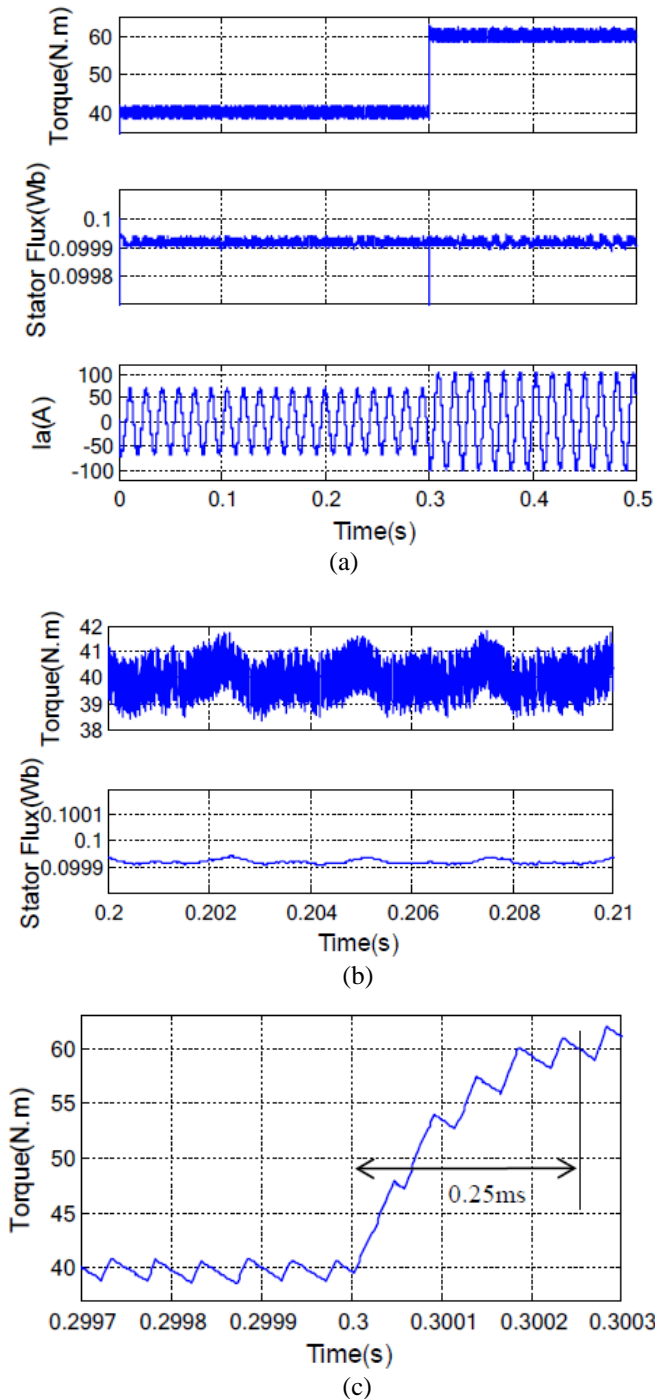 Torque(N.m)
60
50
40
Stator Flux(Wb)
0.1
0.0999
0.0998
Ia(A)
100
50
0
-50
-100
0 0.1 0.2 0.3 0.4 0.5
Time(s)
(a)
Torque(N.m)
42
41
40
39
38
Stator Flux(Wb)
0.1001
0.1
0.0999
0.2 0.202 0.204 0.206 0.208 0.21
Time(s)
(b)
Torque(N.m)
60
55
50
45
40
0.25ms
0.2997 0.2998 0.2999 0.3 0.3001 0.3002 0.3003
Time(s)
(c)